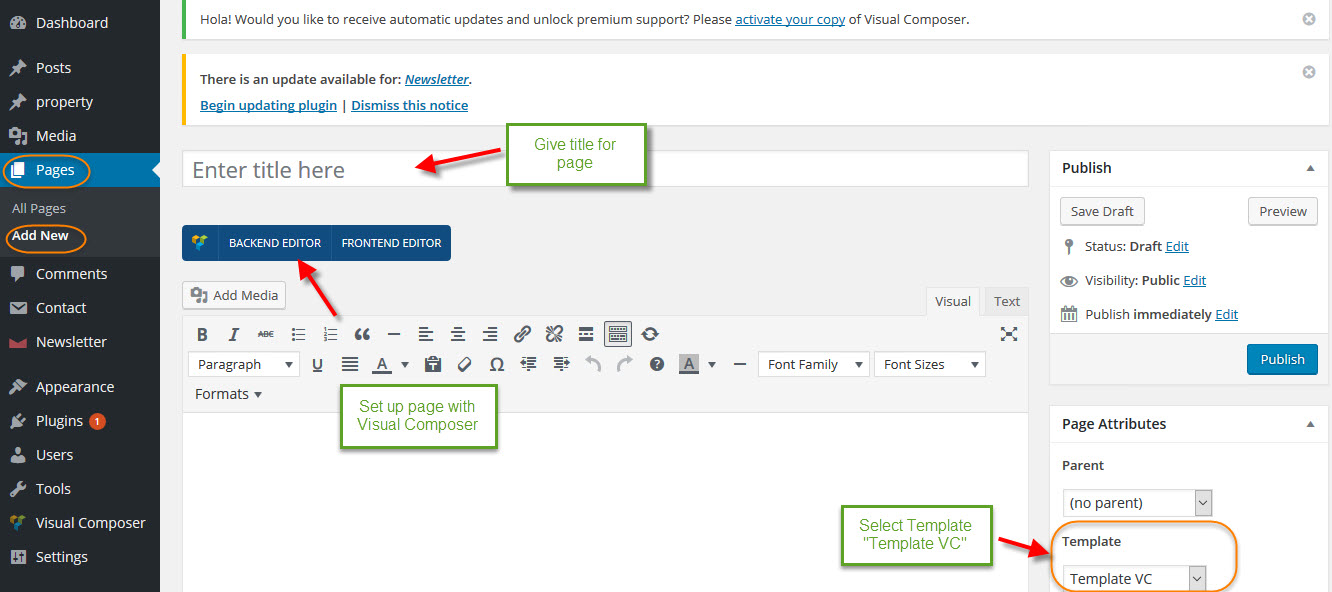 Dashboard
Posts
property
Media
Pages
All Pages
Add New
Comments
Contact
Newsletter
Appearance
Plugins 1
Users
Tools
Visual Composer
Settings
Hola! Would you like to receive automatic updates and unlock premium support? Please activate your copy of Visual Composer.
There is an update available for: Newsletter.
Begin updating plugin | Dismiss this notice
Enter title here
Give title for
page
BACKEND EDITOR FRONTEND EDITOR
Add Media
Visual Text
B I ABC
Paragraph U A Ω A Font Family Font Sizes
Formats
Set up page with
Visual Composer
Select Template
"Template VC"
Publish
Save Draft Preview
Status: Draft Edit
Visibility: Public Edit
Publish immediately Edit
Publish
Page Attributes
Parent
(no parent)
Template
Template VC